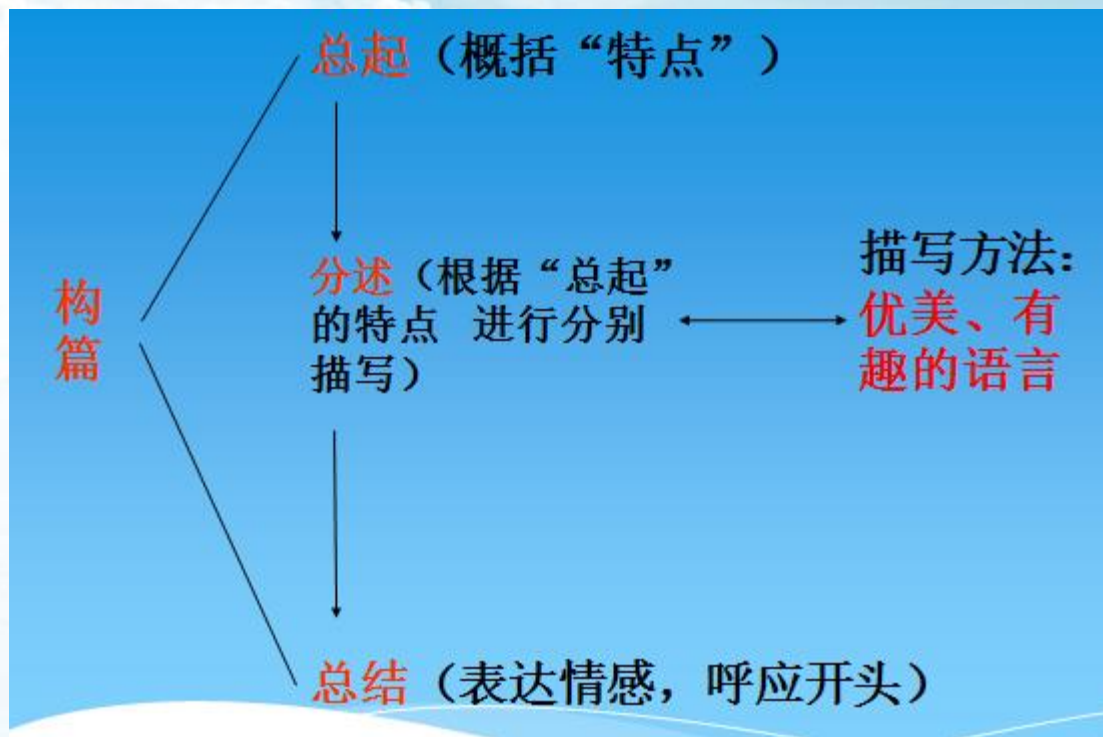 总起（概括“特点”）
构
篇
分述（根据“总起”
的特点 进行分别
描写）
描写方法：
优美、有
趣的语言
总结（表达情感，呼应开头）